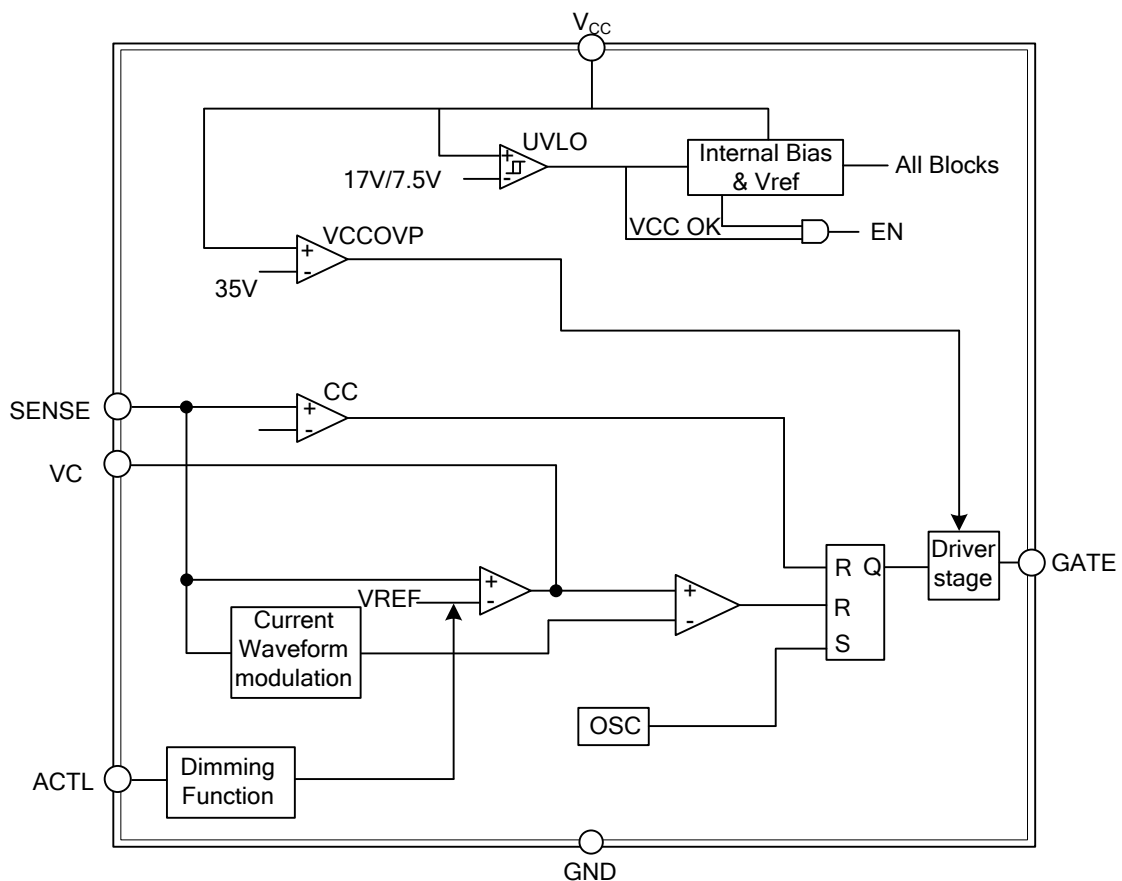 VCC
UVLO
+
-
17V/7.5V
Internal Bias
& Vref
All Blocks
VCC OK
EN
VCCOVP
+
-
35V
SENSE
CC
+
-
VC
VREF
+
-
Current
Waveform
modulation
+
-
R Q
R
S
Driver
stage
GATE
OSC
ACTL
Dimming
Function
GND